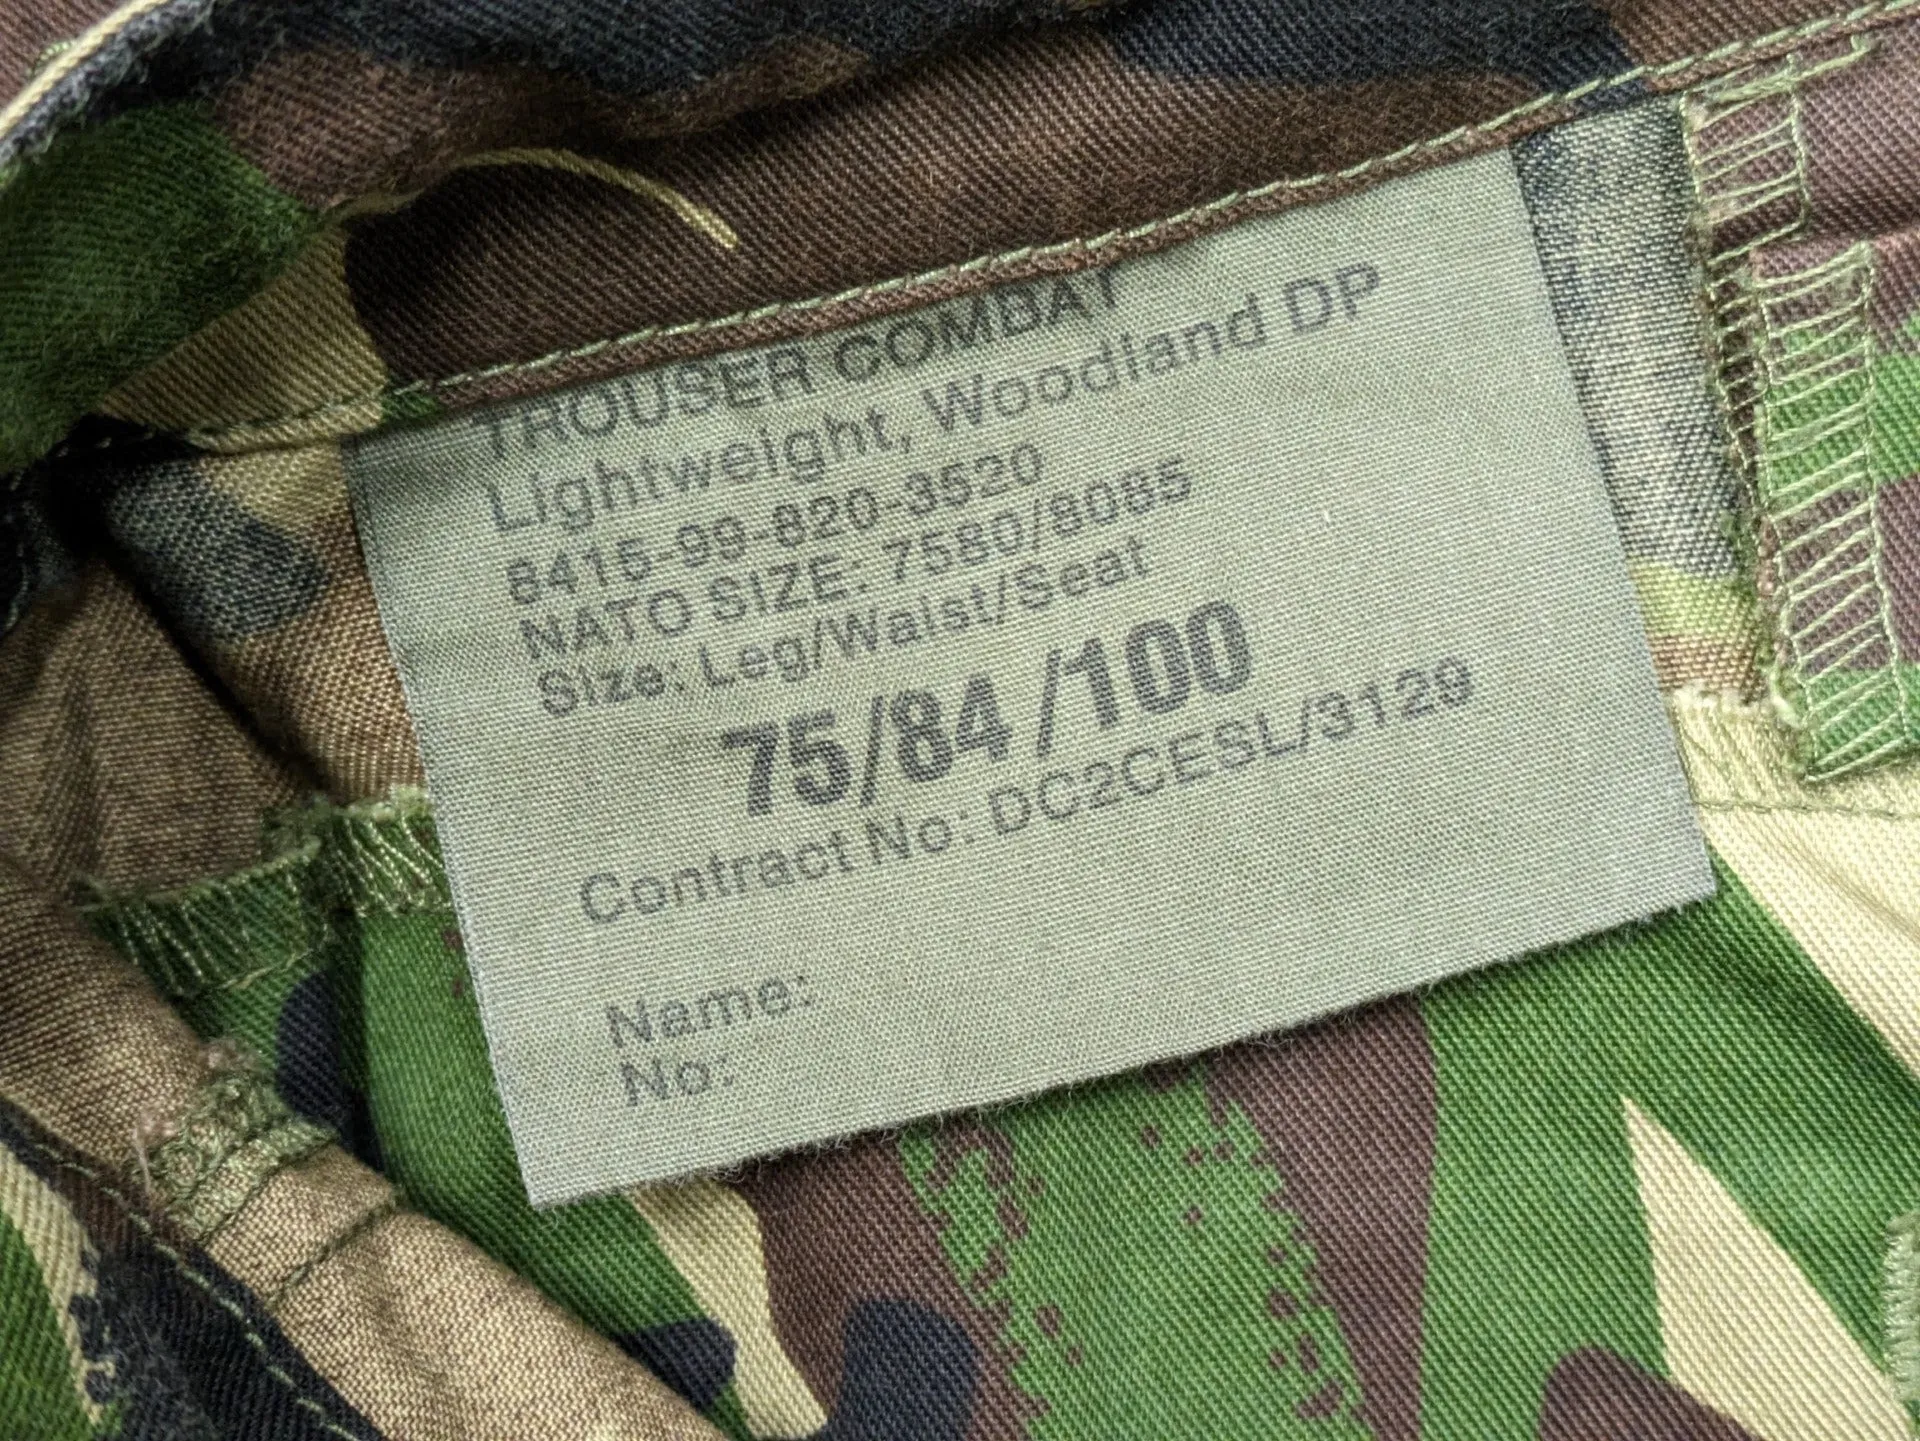 TROUSER COMBAT
Lightweight, Woodland DP
8415-99-820-3520
NATO SIZE: 7580/8085
Size: Leg/Waist/Seat
75/84/100
Contract No: DC2CESL/3129
Name:
No: